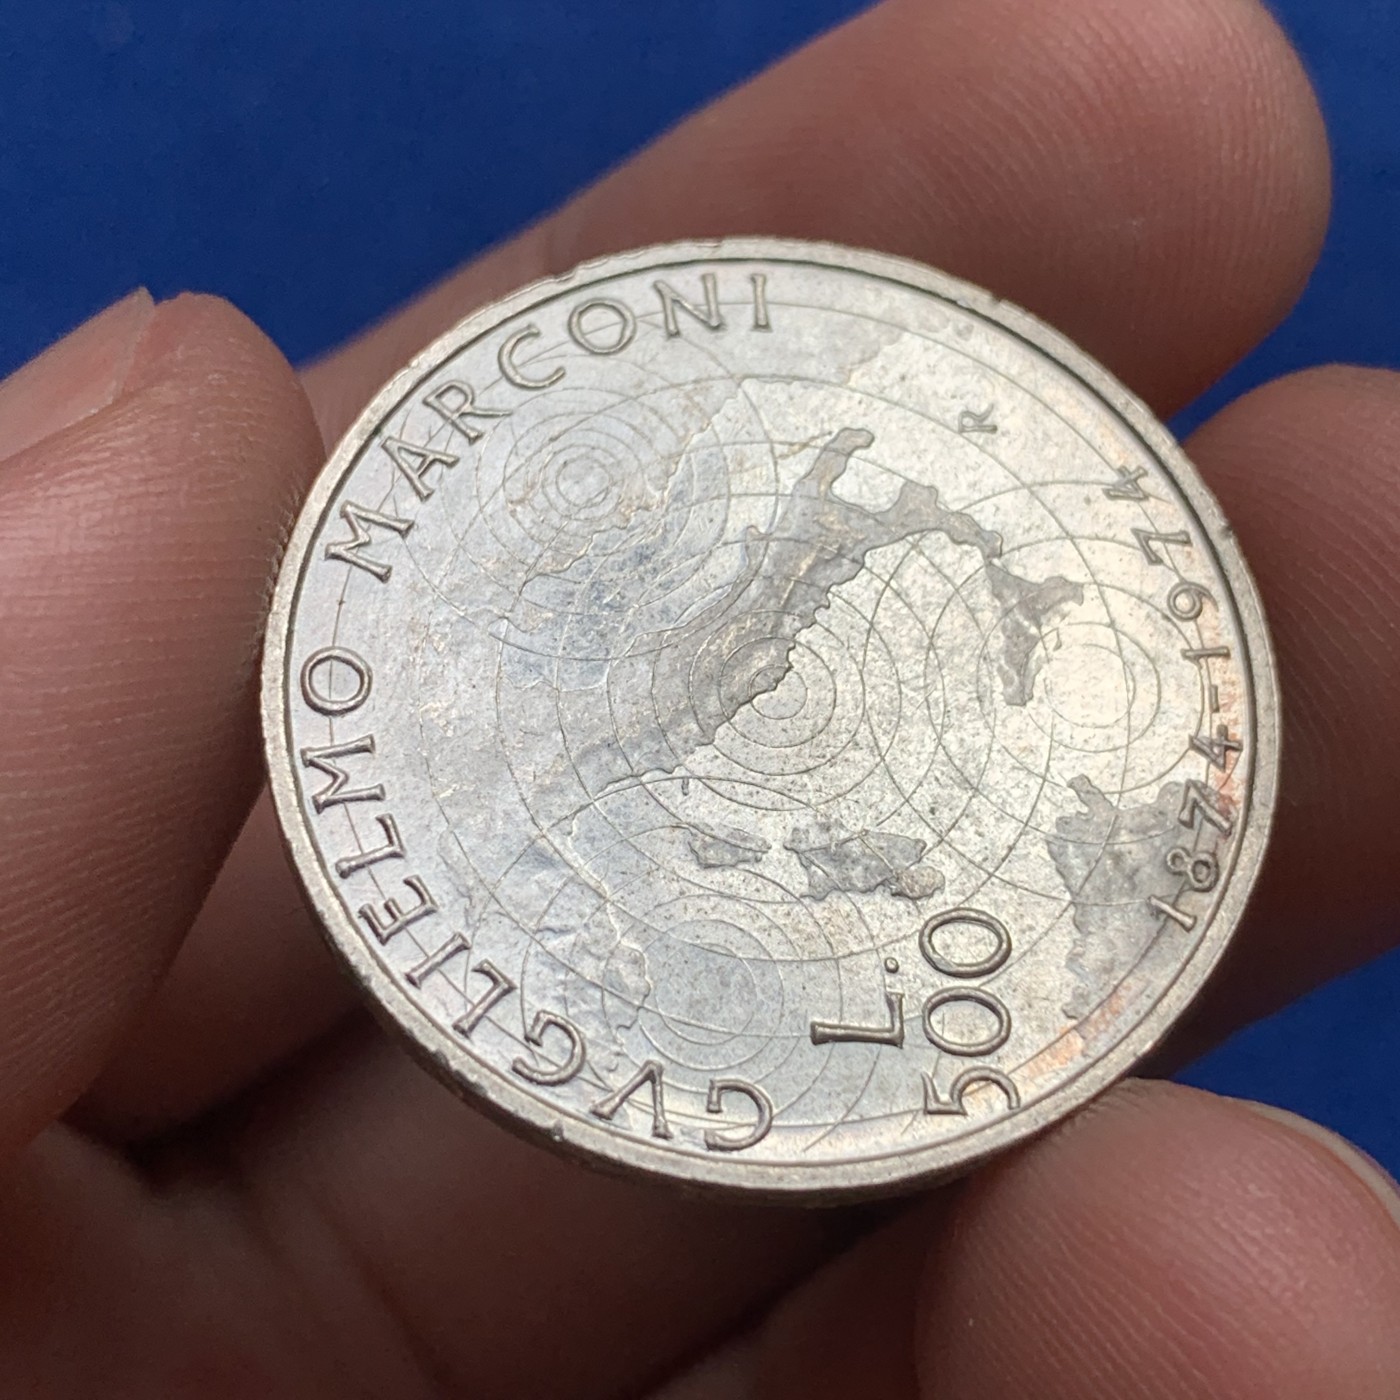 GVGLIELMO MARCONI
R
1874-1974
L.
500